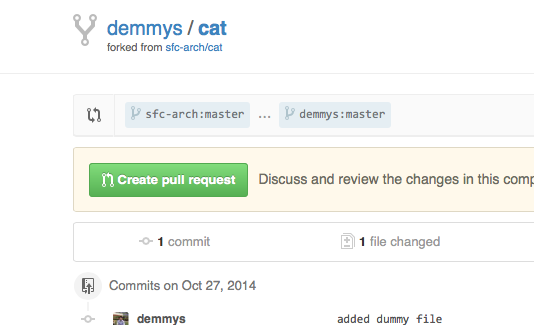 demmys / cat
forked from sfc-arch/cat
sfc-arch:master ... demmys:master
Create pull request Discuss and review the changes in this
1 commit 1 file changed
Commits on Oct 27, 2014
demmys added dummy file